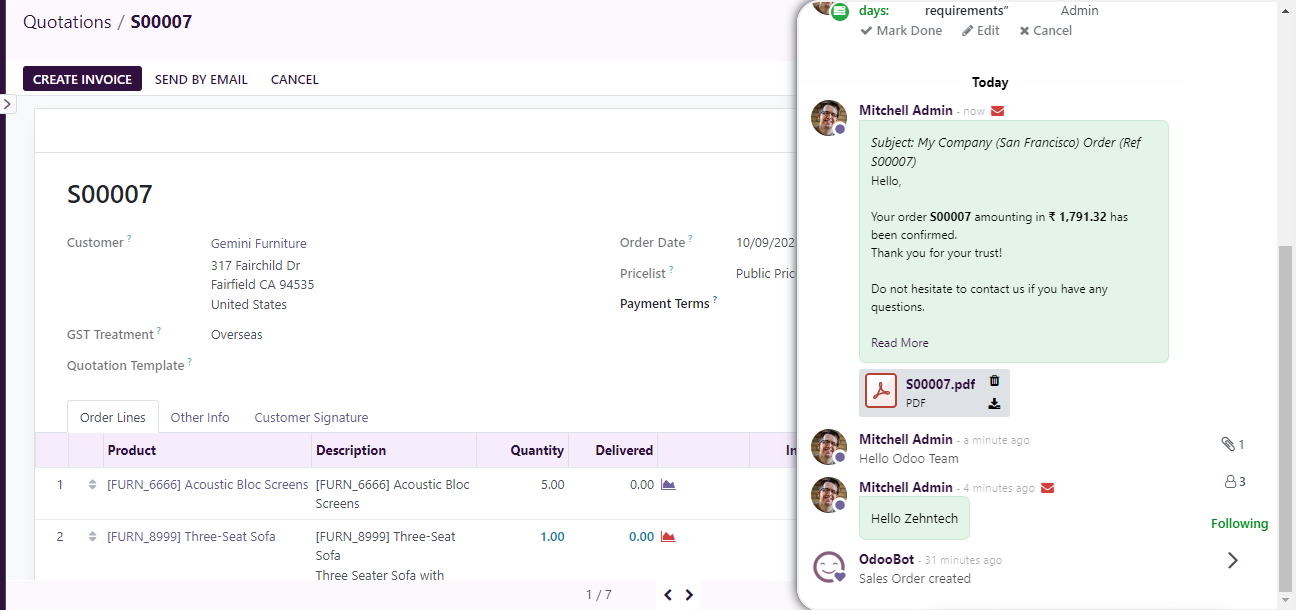 Quotations / S00007
CREATE INVOICE SEND BY EMAIL CANCEL
S00007
Customer ? Gemini Furniture
317 Fairchild Dr
Fairfield CA 94535
United States
GST Treatment ? Overseas
Quotation Template ?
Order Date ? 10/09/202
Pricelist ? Public Pric
Payment Terms ?
Order Lines Other Info Customer Signature
Product Description Quantity Delivered In
1 [FURN_6666] Acoustic Bloc Screens [FURN_6666] Acoustic Bloc 5.00 0.00
Screens
2 [FURN_8999] Three-Seat Sofa [FURN_8999] Three-Seat 1.00 0.00
Sofa
Three Seater Sofa with
1 / 7
days: requirements” Admin
Mark Done Edit Cancel
Today
Mitchell Admin - now
Subject: My Company (San Francisco) Order (Ref
S00007)
Hello,
Your order S00007 amounting in ₹ 1,791.32 has
been confirmed.
Thank you for your trust!
Do not hesitate to contact us if you have any
questions.
Read More
S00007.pdf
PDF
Mitchell Admin - a minute ago
Hello Odoo Team
Mitchell Admin - 4 minutes ago
Hello Zehntech
OdooBot - 31 minutes ago
Sales Order created
1
3
Following